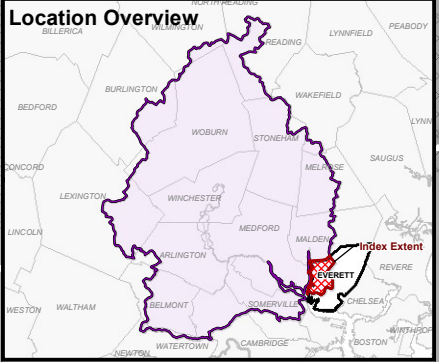 Location Overview
NORTH READING
WILMINGTON
BILLERICA
PEABODY
LYNNFIELD
READING
BURLINGTON
WAKEFIELD
BEDFORD
LYNN
WOBURN
STONEHAM
SAUGUS
CONCORD
MELROSE
LEXINGTON
WINCHESTER
LINCOLN
MEDFORD
MALDEN
Index Extent
ARLINGTON
REVERE
EVERETT
CHELSEA
WESTON
WALTHAM
BELMONT
SOMERVILLE
WINTHROP
WATERTOWN
CAMBRIDGE
BOSTON
NEWTON